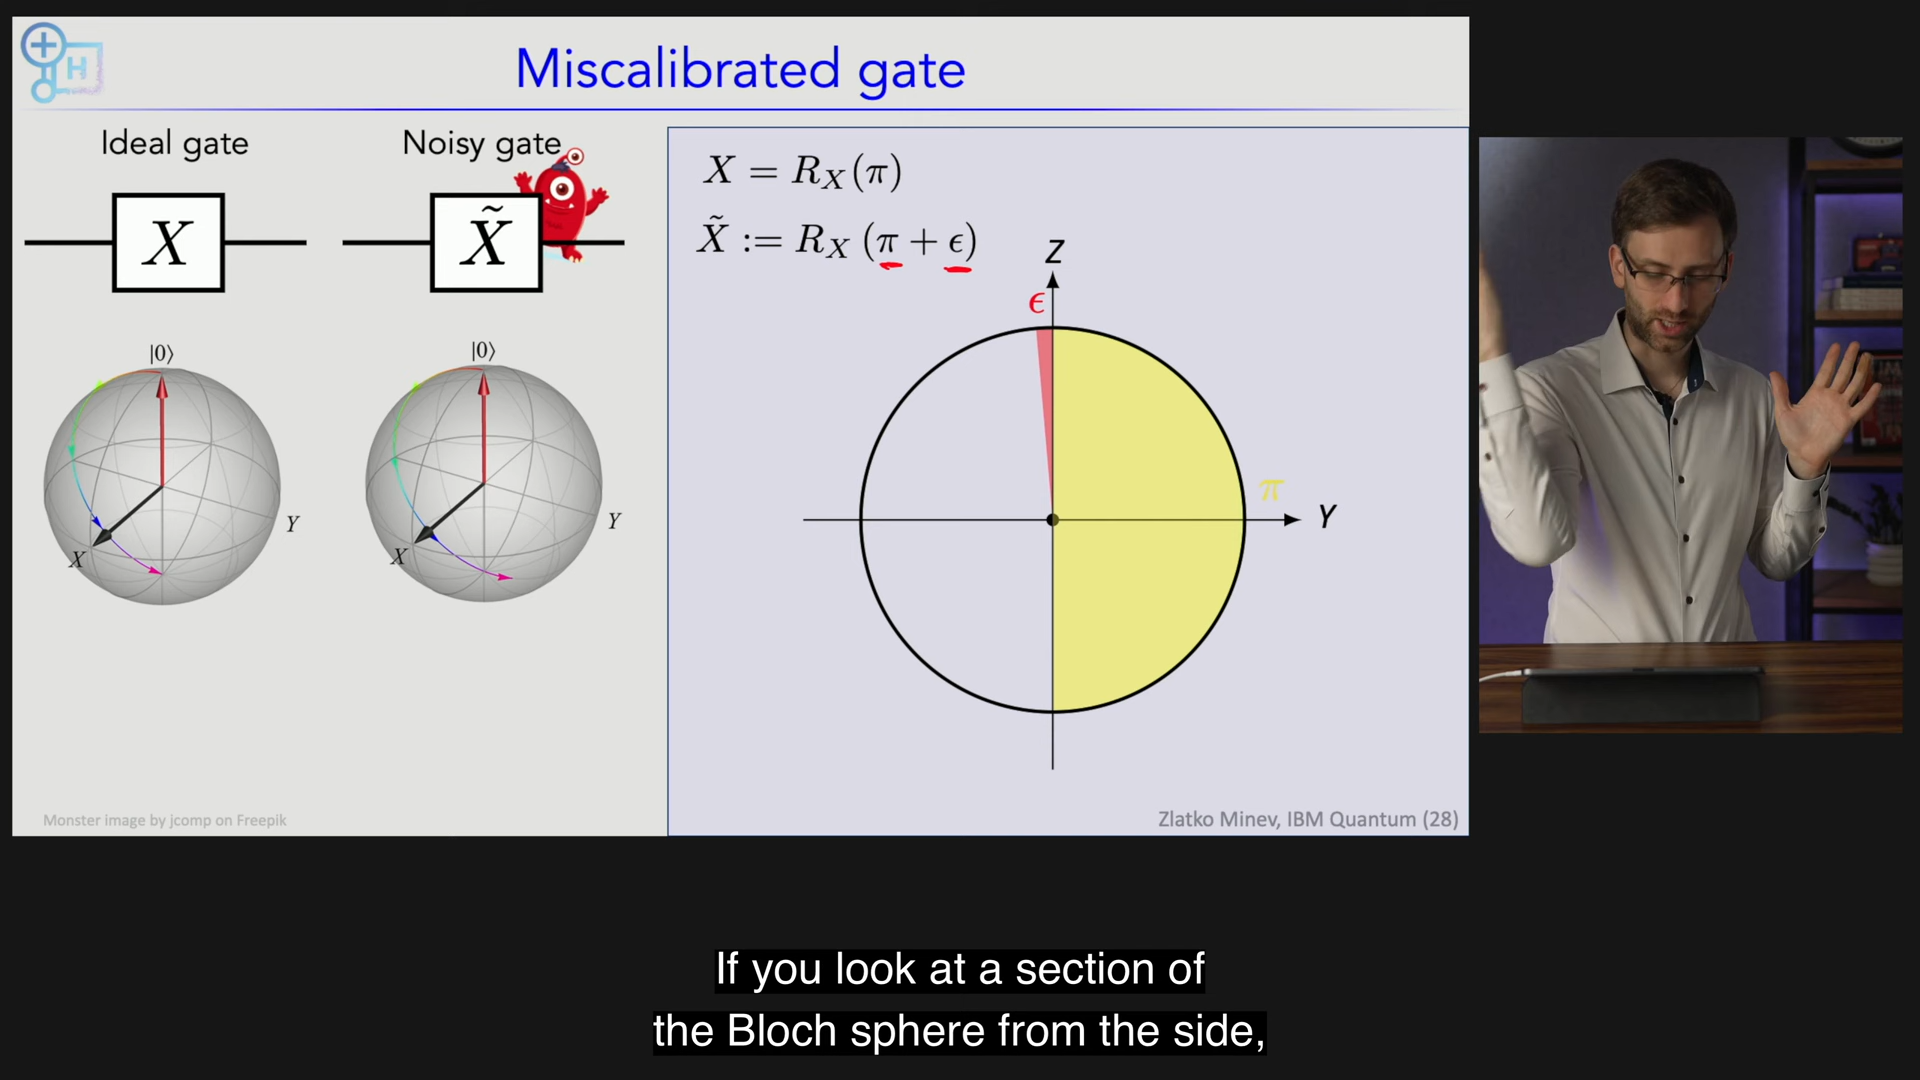 Miscalibrated gate
H
Ideal gate
Noisy gate
X
X̃
|0⟩
Y
X
|0⟩
Y
X
X = R_X(π)
X̃ := R_X (π + ϵ)
Z
ϵ
π
Y
Monster image by jcomp on Freepik
Zlatko Minev, IBM Quantum (28)
If you look at a section of
the Bloch sphere from the side,